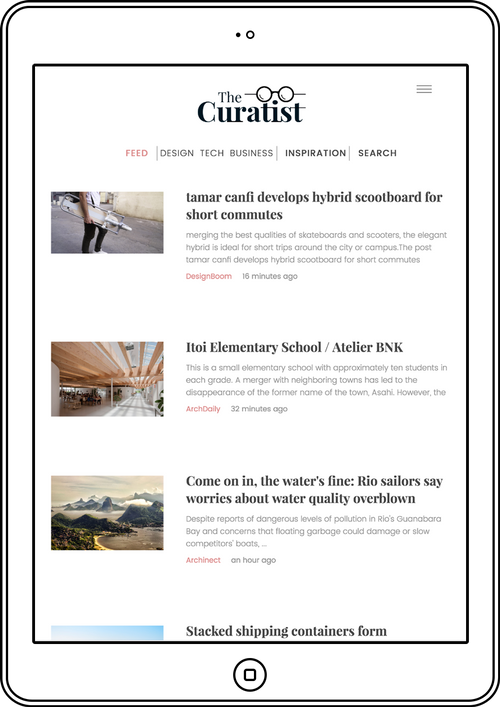 The
Curatist
FEED DESIGN TECH BUSINESS INSPIRATION SEARCH
tamar canfi develops hybrid scootboard for
short commutes
merging the best qualities of skateboards and scooters, the elegant
hybrid is ideal for short trips around the city or campus.The post
tamar canfi develops hybrid scootboard for short commutes
DesignBoom 16 minutes ago
Itoi Elementary School / Atelier BNK
This is a small elementary school with approximately ten students in
each grade. A merger with neighboring towns has led to the
disappearance of the former name of the town, Asahi. However, the
ArchDaily 32 minutes ago
Come on in, the water's fine: Rio sailors say
worries about water quality overblown
Despite reports of dangerous levels of pollution in Rio's Guanabara
Bay and concerns that floating garbage could damage or slow
competitors' boats, ...
Archinect an hour ago
Stacked shipping containers form